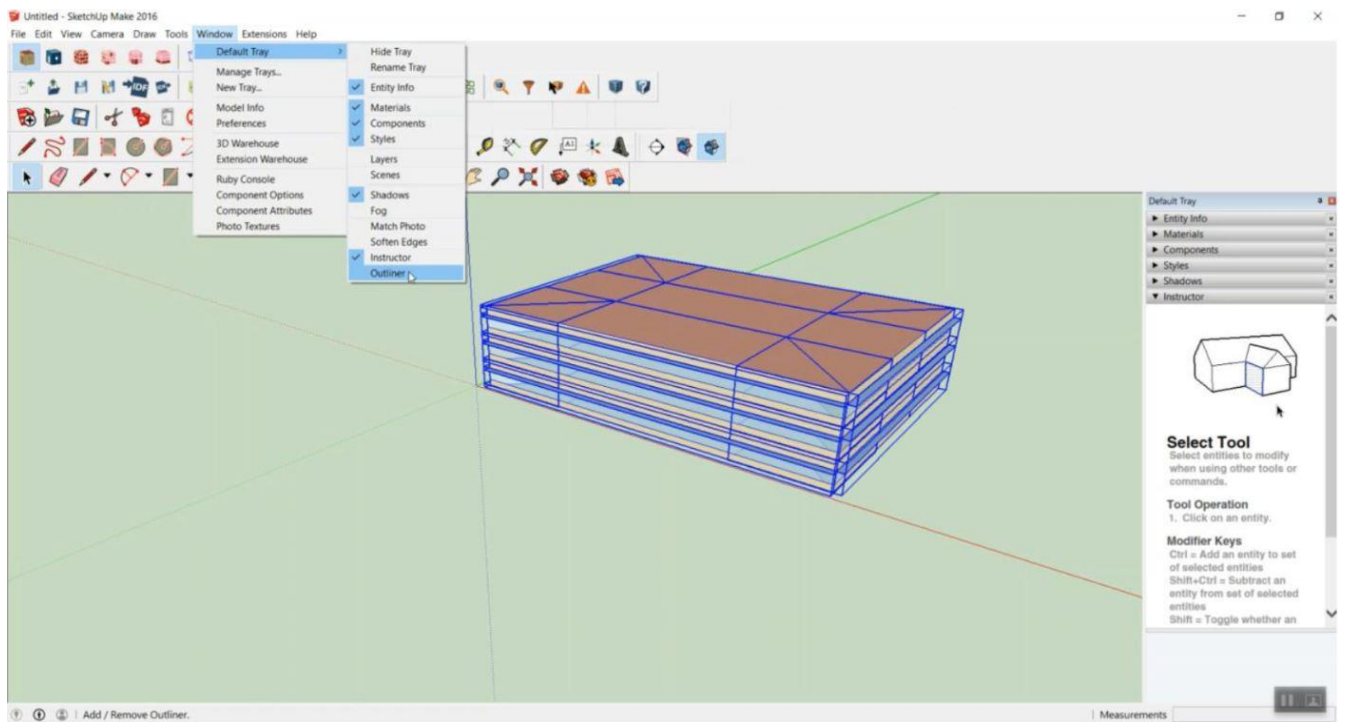 Untitled - SketchUp Make 2016
File Edit View Camera Draw Tools Window Extensions Help
Default Tray
Manage Trays...
New Tray...
Model Info
Preferences
3D Warehouse
Extension Warehouse
Ruby Console
Component Options
Component Attributes
Photo Textures
Hide Tray
Rename Tray
Entity Info
Materials
Components
Styles
Layers
Scenes
Shadows
Fog
Match Photo
Soften Edges
Instructor
Outliner
IDF
A1
Default Tray
Entity Info
Materials
Components
Styles
Shadows
Instructor
Select Tool
Select entities to modify
when using other tools or
commands.
Tool Operation
1. Click on an entity.
Modifier Keys
Ctrl = Add an entity to set
of selected entities
Shift+Ctrl = Subtract an
entity from set of selected
entities
Shift = Toggle whether an
Add / Remove Outliner.
Measurements